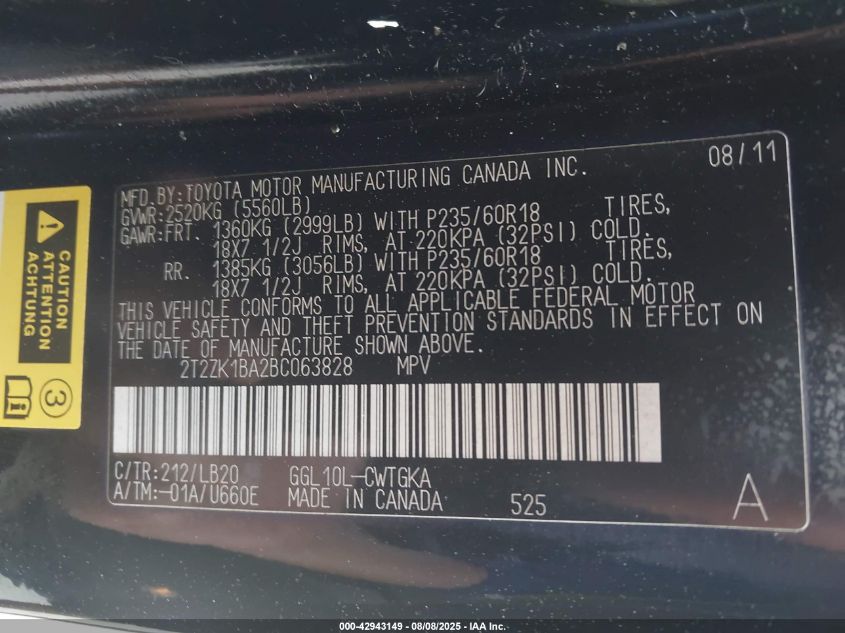 08/11
MFD.BY:TOYOTA MOTOR MANUFACTURING CANADA INC.
GVWR:2520KG (5560LB)
GAWR:FRT. 1360KG (2999LB) WITH P235/60R18 TIRES,
18X7 1/2J RIMS, AT 220KPA (32PSI) COLD.
RR. 1385KG (3056LB) WITH P235/60R18 TIRES,
18X7 1/2J RIMS, AT 220KPA (32PSI) COLD.
THIS VEHICLE CONFORMS TO ALL APPLICABLE FEDERAL MOTOR
VEHICLE SAFETY AND THEFT PREVENTION STANDARDS IN EFFECT ON
THE DATE OF MANUFACTURE SHOWN ABOVE.
2T2ZK1BA2BC063828 MPV
C/TR:212/LB20 GGL10L-CWTGKA
A/TM:-01A/U660E MADE IN CANADA 525 A
CAUTION
ATTENTION
ACHTUNG
3
000-42943149 - 08/08/2025 - IAA Inc.